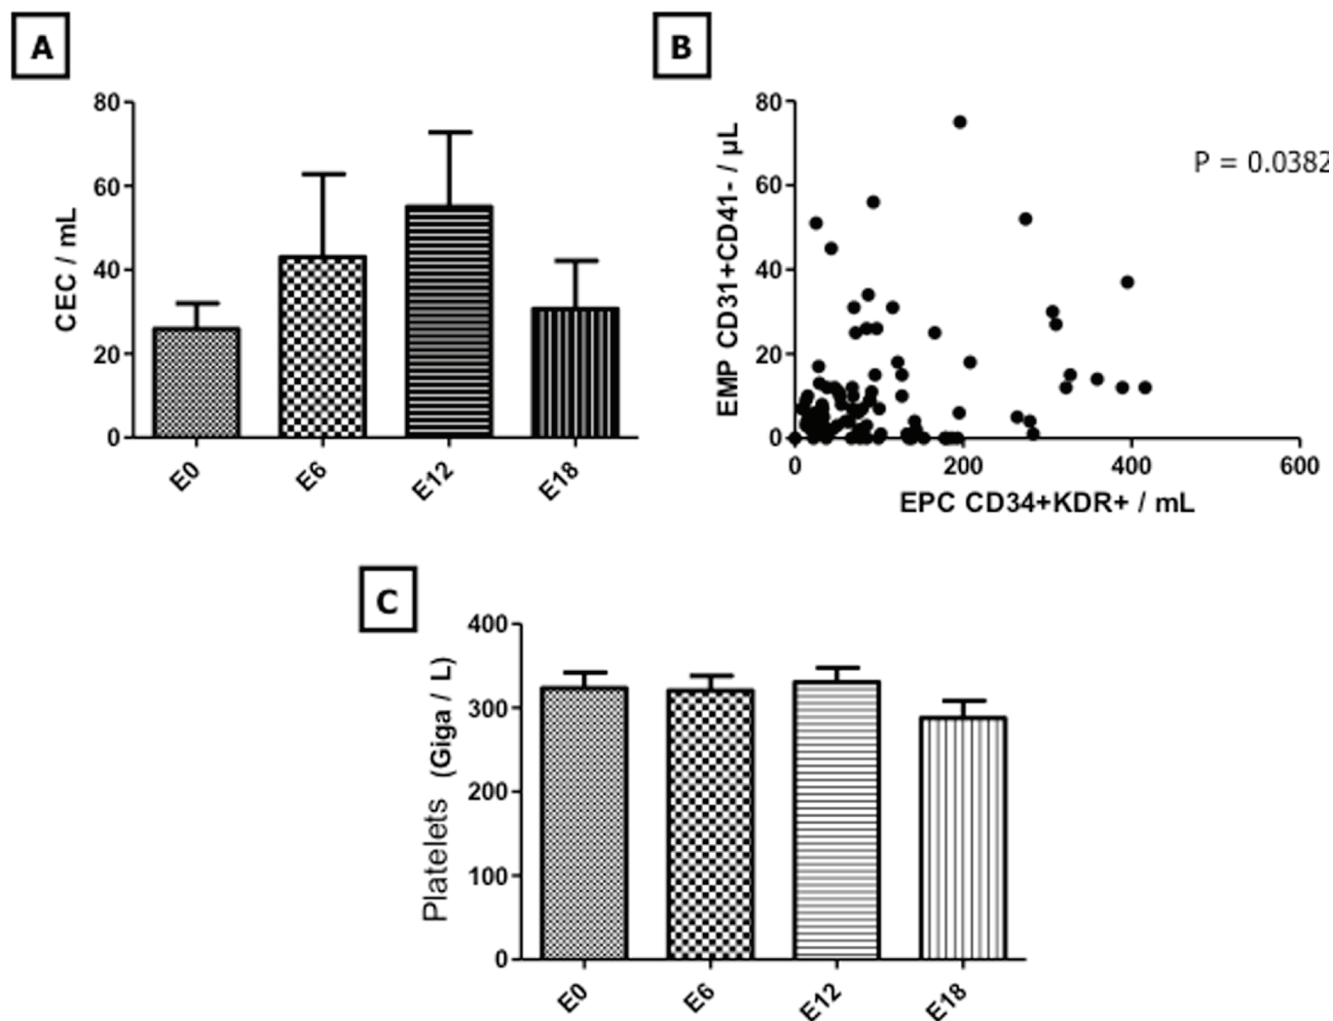 A
CEC / mL
80
60
40
20
0
E0
E6
E12
E18
B
EMP CD31+CD41- / µL
80
60
40
20
0
P = 0.0382
0
200
400
600
EPC CD34+KDR+ / mL
C
Platelets (Giga / L)
400
300
200
100
0
E0
E6
E12
E18